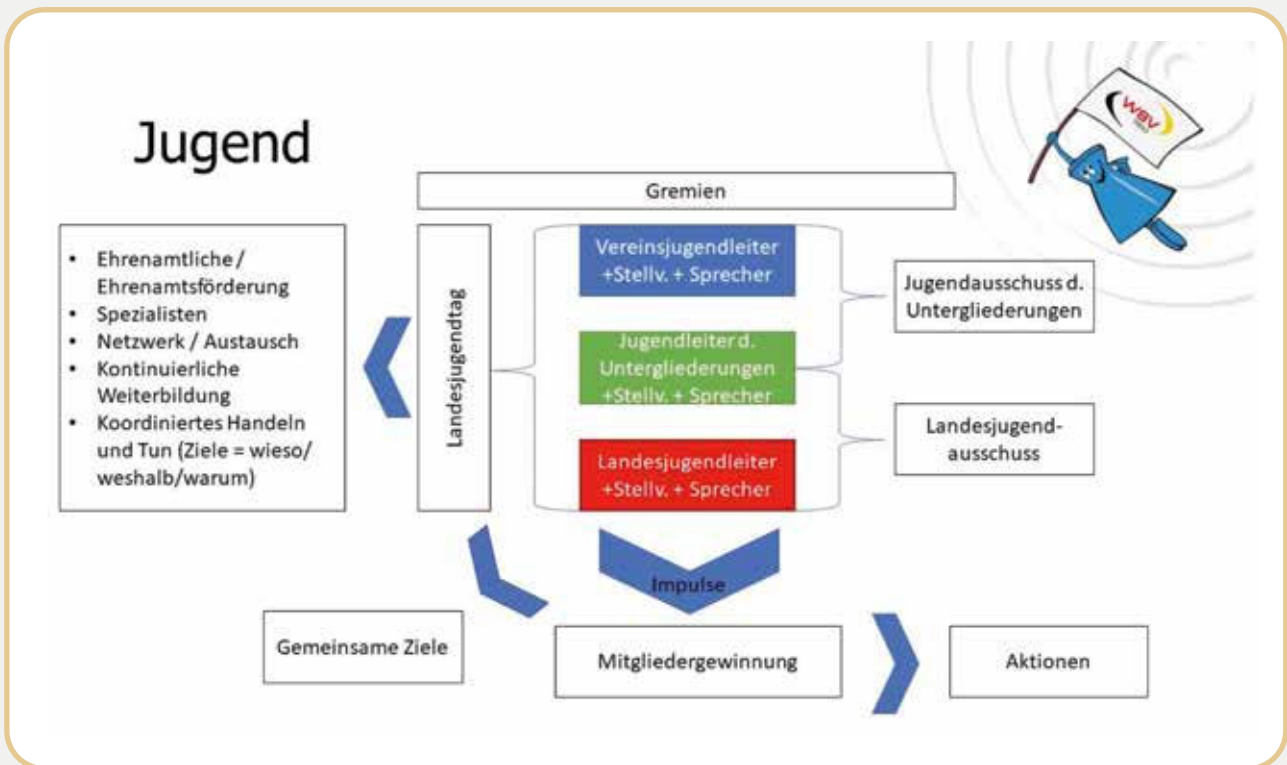 Jugend
WSV
Gremien
• Ehrenamtliche /
Ehrenamtsförderung
• Spezialisten
• Netzwerk / Austausch
• Kontinuierliche
Weiterbildung
• Koordiniertes Handeln
und Tun (Ziele = wieso/
weshalb/warum)
Landesjugendtag
Vereinsjugendleiter
+Stellv. + Sprecher
Jugendleiter d.
Untergliederungen
+Stellv. + Sprecher
Landesjugendleiter
+Stellv. + Sprecher
Jugendausschuss d.
Untergliederungen
Landesjugend-
ausschuss
Impulse
Gemeinsame Ziele
Mitgliedergewinnung
Aktionen